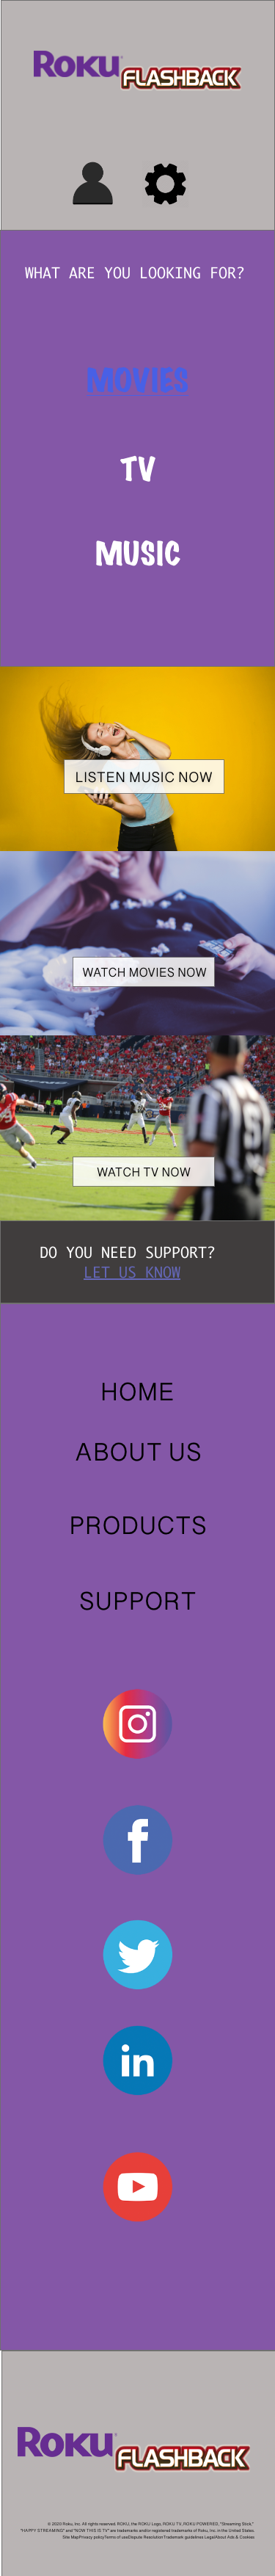 ROKU FLASHBACK
WHAT ARE YOU LOOKING FOR?
MOVIES
TV
MUSIC
LISTEN MUSIC NOW
WATCH MOVIES NOW
WATCH TV NOW
DO YOU NEED SUPPORT?
LET US KNOW
HOME
ABOUT US
PRODUCTS
SUPPORT
f
in
ROKU FLASHBACK
© 2020 Roku, Inc. All rights reserved. ROKU, the ROKU Logo, ROKU TV, ROKU POWERED, "Streaming Stick,"
"HAPPY STREAMING" and "NOW THIS IS TV" are trademarks and/or registered trademarks of Roku, Inc. in the United States.
Site Map Privacy policy Terms of use Dispute Resolution Trademark guidelines Legal About Ads & Cookies